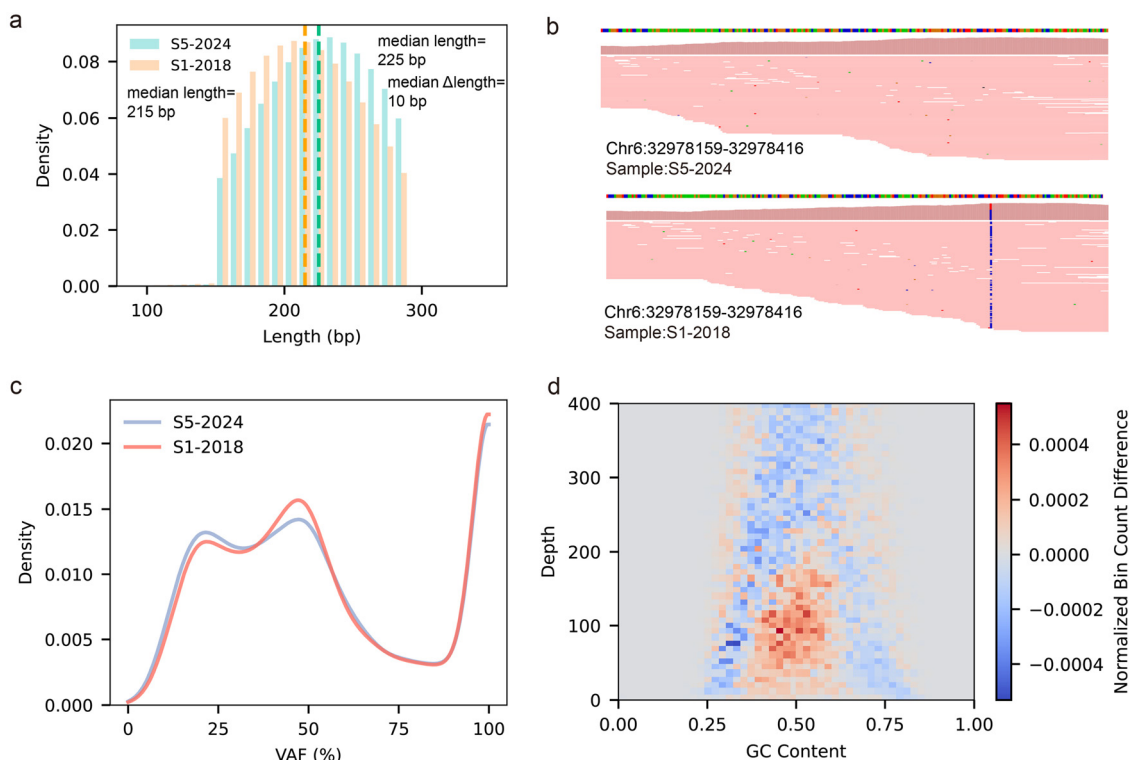 a
S5-2024
S1-2018
median length=
215 bp
median length=
225 bp
median Δlength=
10 bp
0.08
0.06
0.04
0.02
0.00
Density
100
200
300
Length (bp)
b
Chr6:32978159-32978416
Sample:S5-2024
Chr6:32978159-32978416
Sample:S1-2018
c
S5-2024
S1-2018
0.020
0.015
0.010
0.005
0.000
Density
0
25
50
75
100
VAF (%)
d
400
300
200
100
0
Depth
0.00
0.25
0.50
0.75
1.00
GC Content
0.0004
0.0002
0.0000
−0.0002
−0.0004
Normalized Bin Count Difference